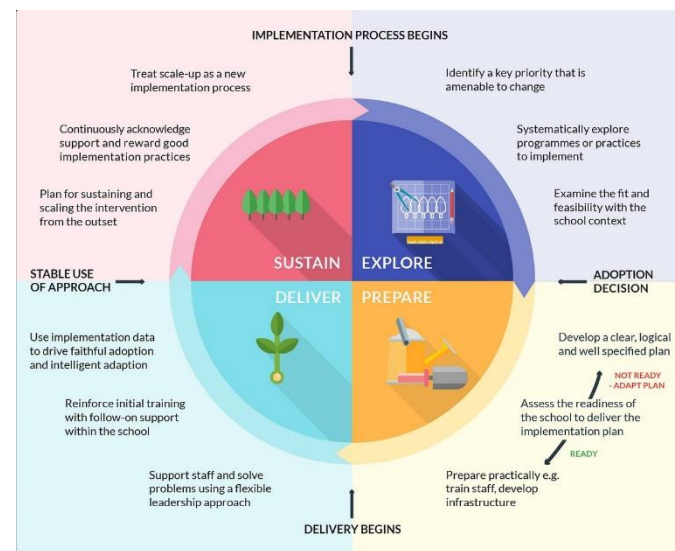 IMPLEMENTATION PROCESS BEGINS
Treat scale-up as a new
implementation process
Continuously acknowledge
support and reward good
implementation practices
Plan for sustaining and
scaling the intervention
from the outset
Identify a key priority that is
amenable to change
Systematically explore
programmes or practices
to implement
Examine the fit and
feasibility with the
school context
SUSTAIN
EXPLORE
DELIVER
PREPARE
STABLE USE
OF APPROACH
ADOPTION
DECISION
Use implementation data
to drive faithful adoption
and intelligent adaption
Reinforce initial training
with follow-on support
within the school
Support staff and solve
problems using a flexible
leadership approach
Develop a clear, logical
and well specified plan
NOT READY
- ADAPT PLAN
Assess the readiness of
the school to deliver the
implementation plan
READY
Prepare practically e.g.
train staff, develop
infrastructure
DELIVERY BEGINS